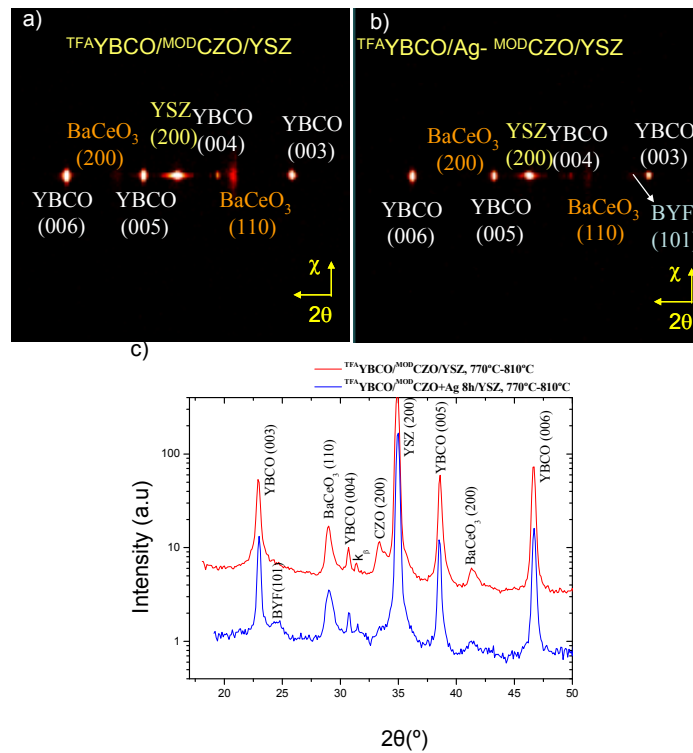 a)
ᵀᶠᴬYBCO/ᴹᴼᴰCZO/YSZ
BaCeO₃
(200)
YSZ
(200)
YBCO
(004)
YBCO
(003)
YBCO
(006)
YBCO
(005)
BaCeO₃
(110)
χ
2θ
b)
ᵀᶠᴬYBCO/Ag- ᴹᴼᴰCZO/YSZ
BaCeO₃
(200)
YSZ
(200)
YBCO
(004)
YBCO
(003)
YBCO
(006)
YBCO
(005)
BaCeO₃
(110)
BYF
(101)
χ
2θ
c)
ᵀᶠᴬYBCO/ᴹᴼᴰCZO/YSZ, 770ºC-810ºC
ᵀᶠᴬYBCO/ᴹᴼᴰCZO+Ag 8h/YSZ, 770ºC-810ºC
Intensity (a.u)
100
10
1
YBCO (003)
BYF(101)
BaCeO₃ (110)
YBCO (004)
kᵦ
CZO (200)
YSZ (200)
YBCO (005)
BaCeO₃ (200)
YBCO (006)
20 25 30 35 40 45 50
2θ(º)